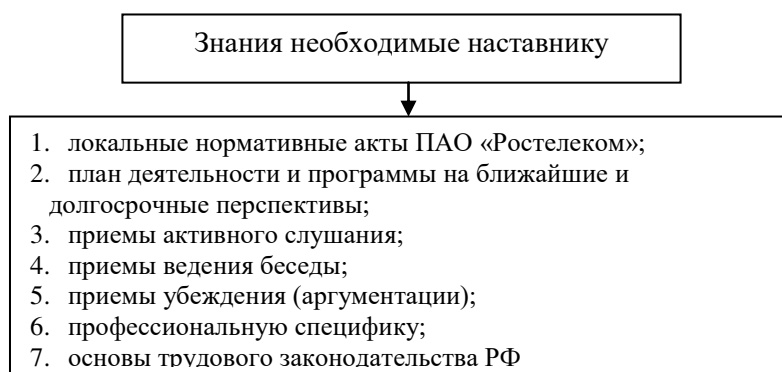 Знания необходимые наставнику
1. локальные нормативные акты ПАО «Ростелеком»;
2. план деятельности и программы на ближайшие и
долгосрочные перспективы;
3. приемы активного слушания;
4. приемы ведения беседы;
5. приемы убеждения (аргументации);
6. профессиональную специфику;
7. основы трудового законодательства РФ